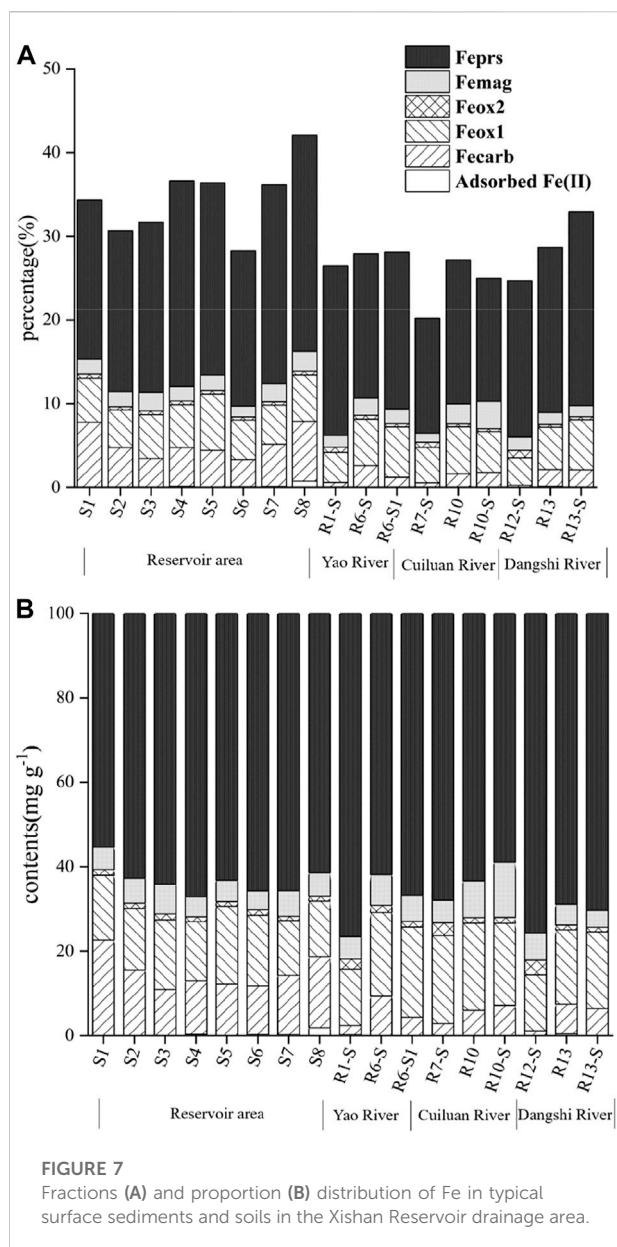 A
50
40
30
20
10
0
percentage(%)
Feprs
Femag
Feox2
Feox1
Fecarb
Adsorbed Fe(II)
S1 S2 S3 S4 S5 S6 S7 S8 R1-S R6-S R6-S1 R7-S R10 R10-S R12-S R13 R13-S
Reservoir area Yao River Cuiluan River Dangshi River
B
100
80
60
40
20
0
contents(mg g⁻¹)
S1 S2 S3 S4 S5 S6 S7 S8 R1-S R6-S R6-S1 R7-S R10 R10-S R12-S R13 R13-S
Reservoir area Yao River Cuiluan River Dangshi River
FIGURE 7
Fractions (A) and proportion (B) distribution of Fe in typical
surface sediments and soils in the Xishan Reservoir drainage area.